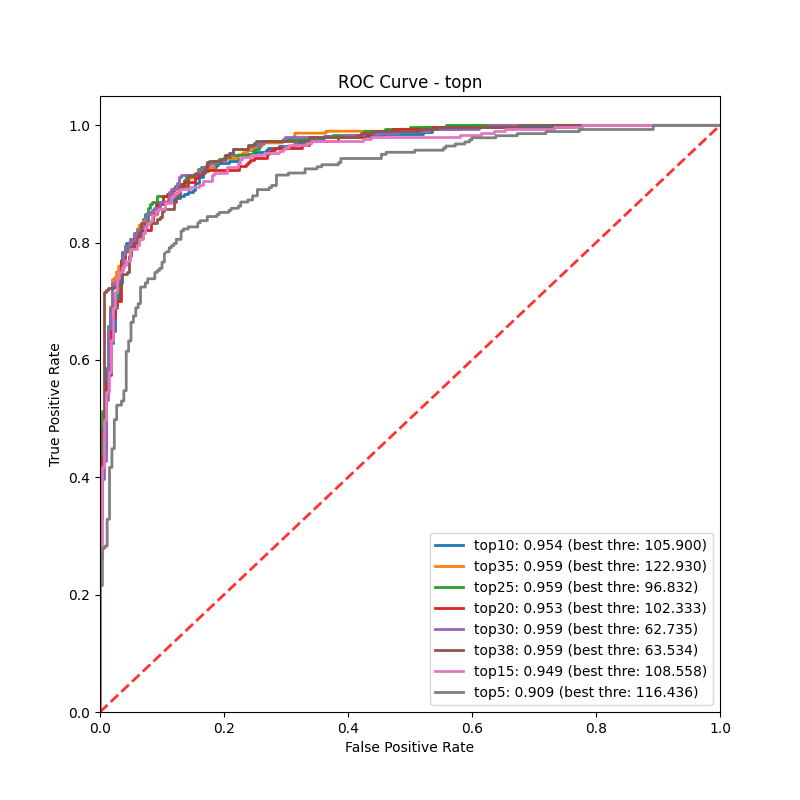 ROC Curve - topn
True Positive Rate
1.0
0.8
0.6
0.4
0.2
0.0
top10: 0.954 (best thre: 105.900)
top35: 0.959 (best thre: 122.930)
top25: 0.959 (best thre: 96.832)
top20: 0.953 (best thre: 102.333)
top30: 0.959 (best thre: 62.735)
top38: 0.959 (best thre: 63.534)
top15: 0.949 (best thre: 108.558)
top5: 0.909 (best thre: 116.436)
0.0 0.2 0.4 0.6 0.8 1.0
False Positive Rate